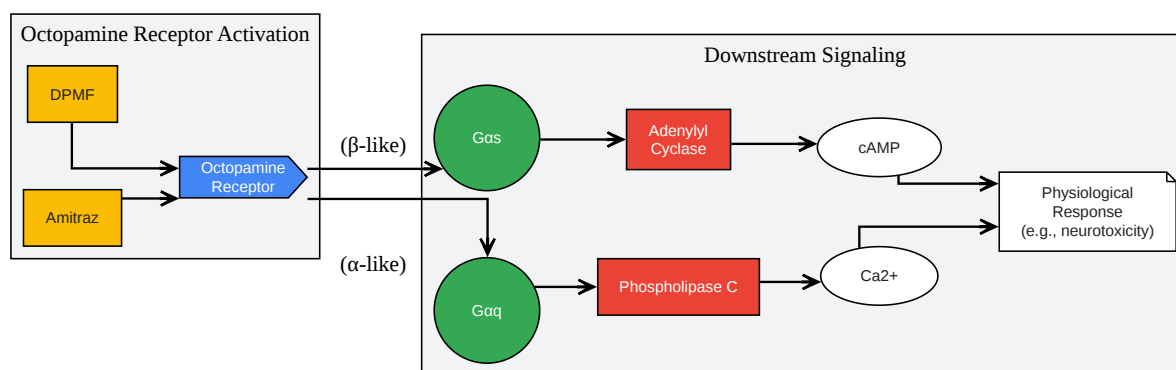 Octopamine Receptor Activation
DPMF
Amitraz
Octopamine
Receptor
(β-like)
(α-like)
Downstream Signaling
Gαs
Adenylyl
Cyclase
cAMP
Gαq
Phospholipase C
Ca2+
Physiological
Response
(e.g., neurotoxicity)